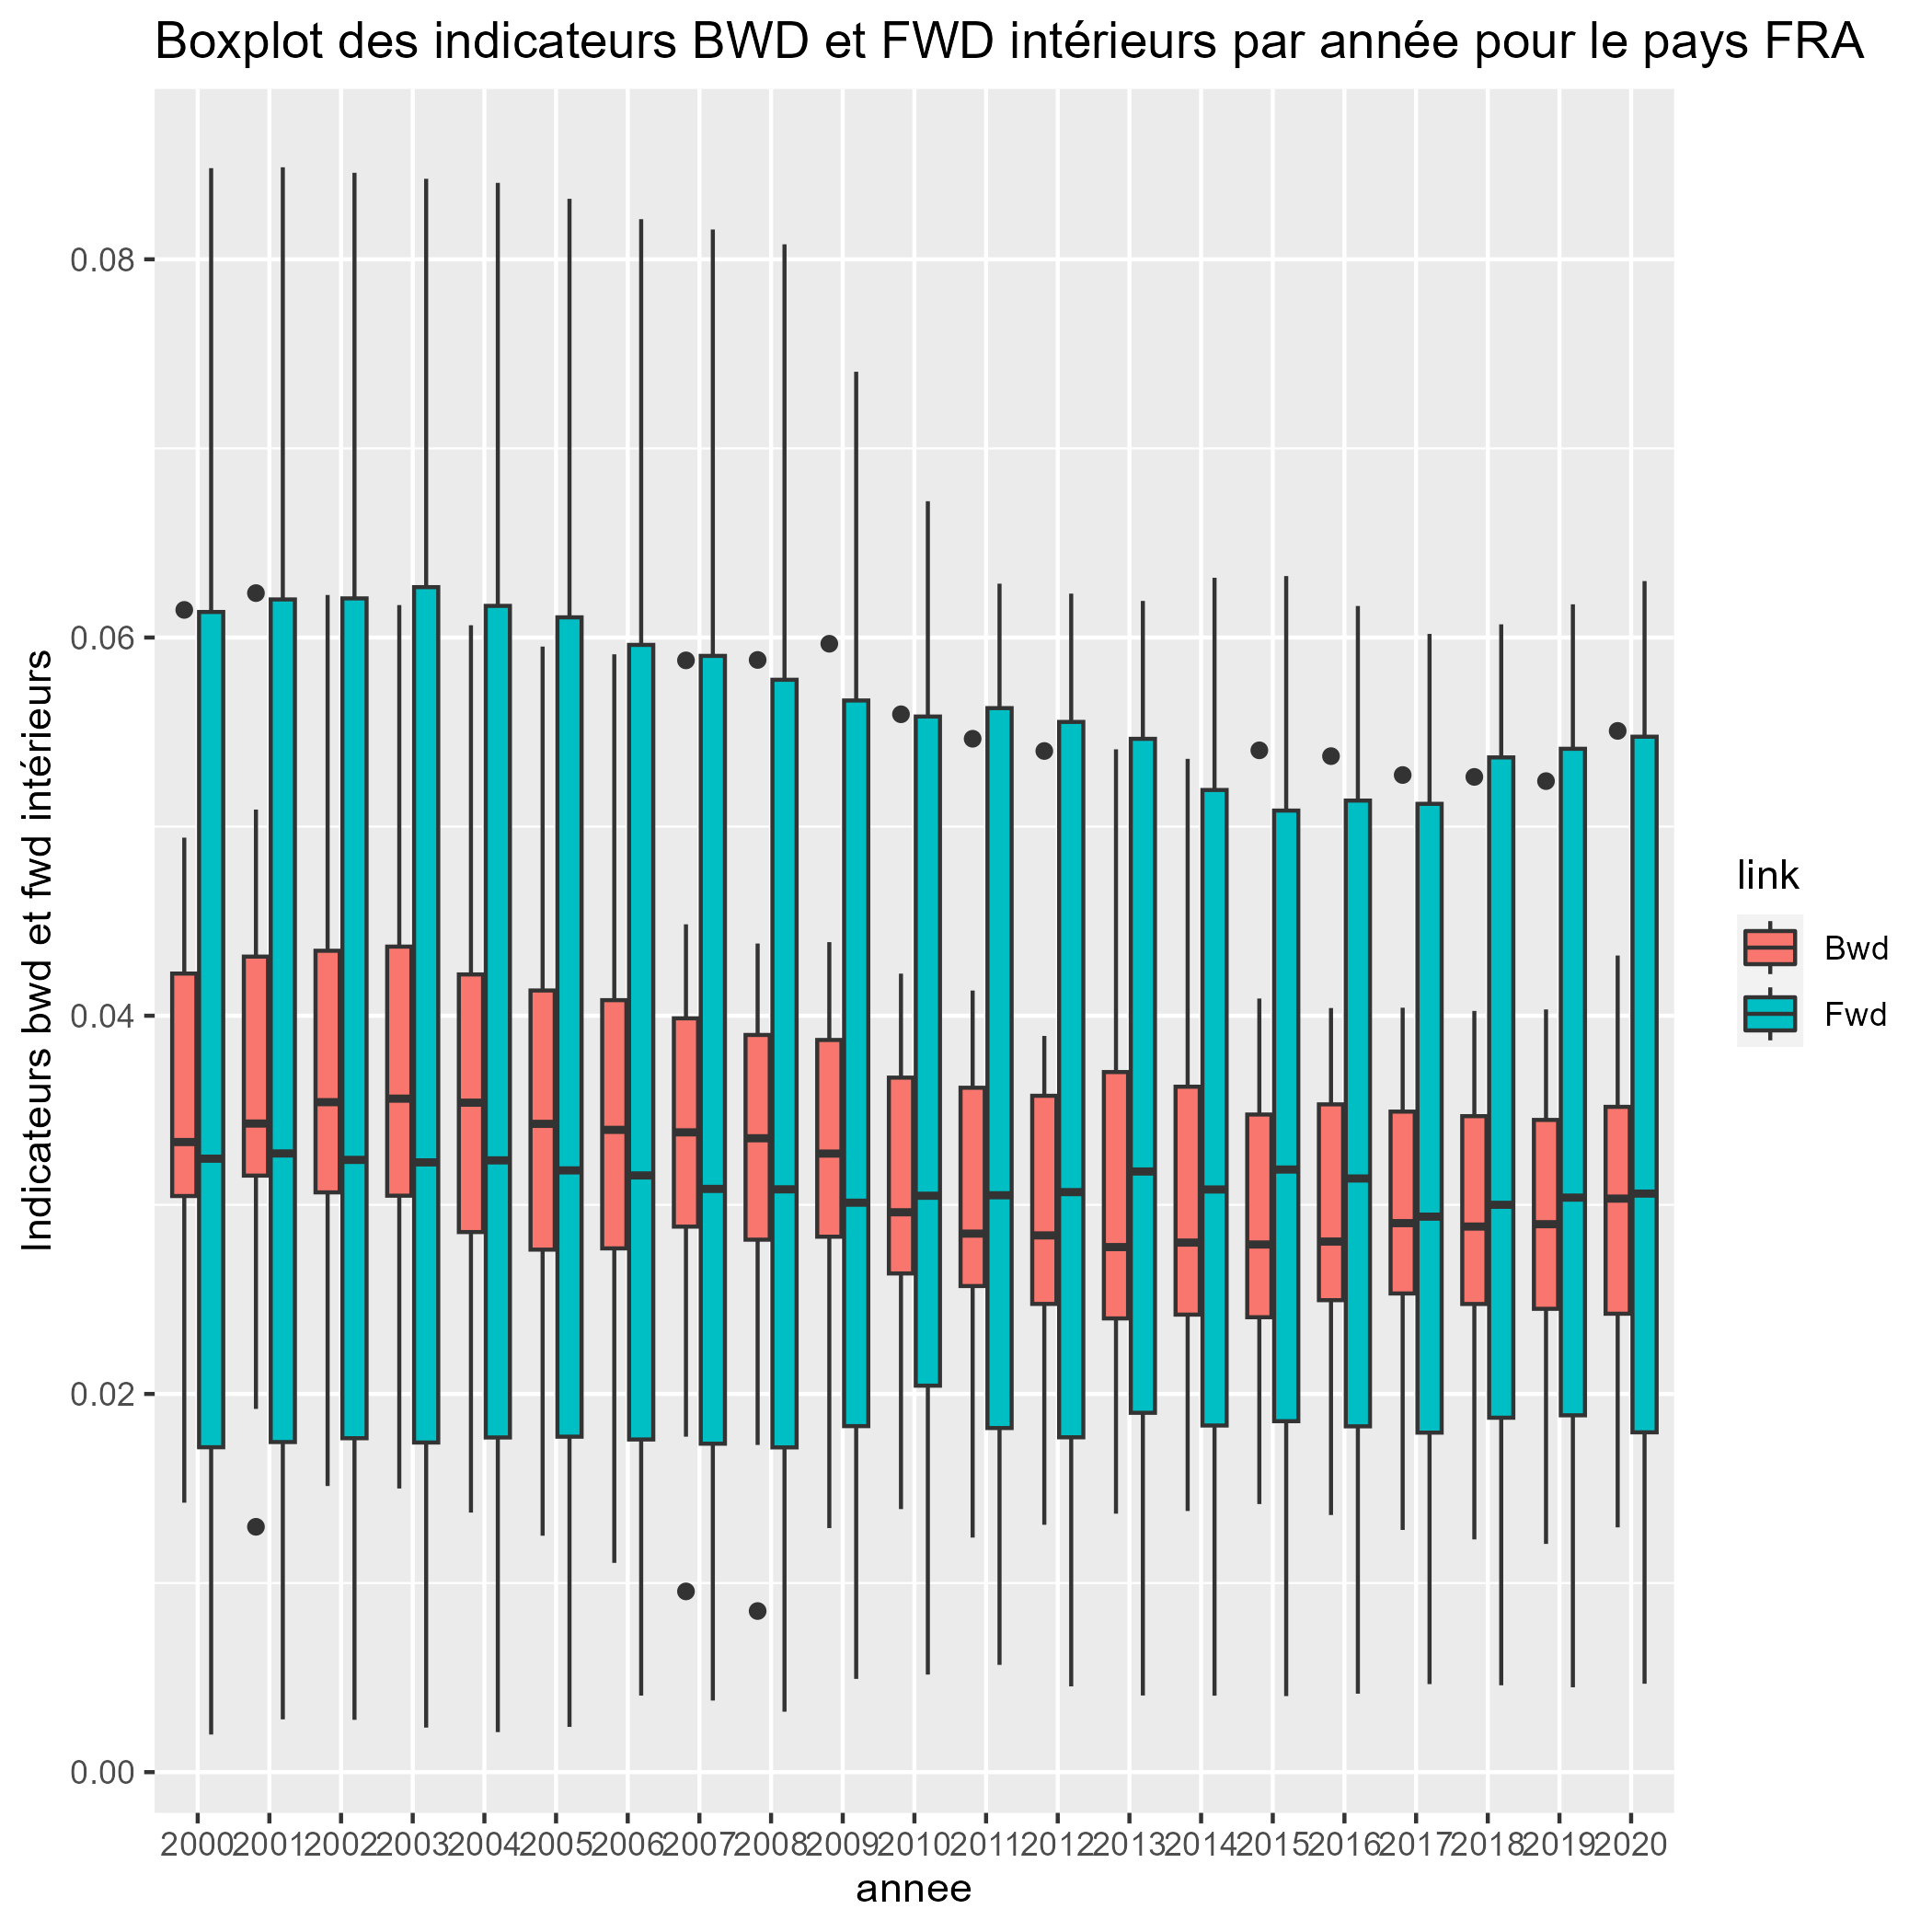 Boxplot des indicateurs BWD et FWD intérieurs par année pour le pays FRA
Indicateurs bwd et fwd intérieurs
0.08
0.06
0.04
0.02
0.00
2000 2001 2002 2003 2004 2005 2006 2007 2008 2009 2010 2011 2012 2013 2014 2015 2016 2017 2018 2019 2020
annee
link
Bwd
Fwd